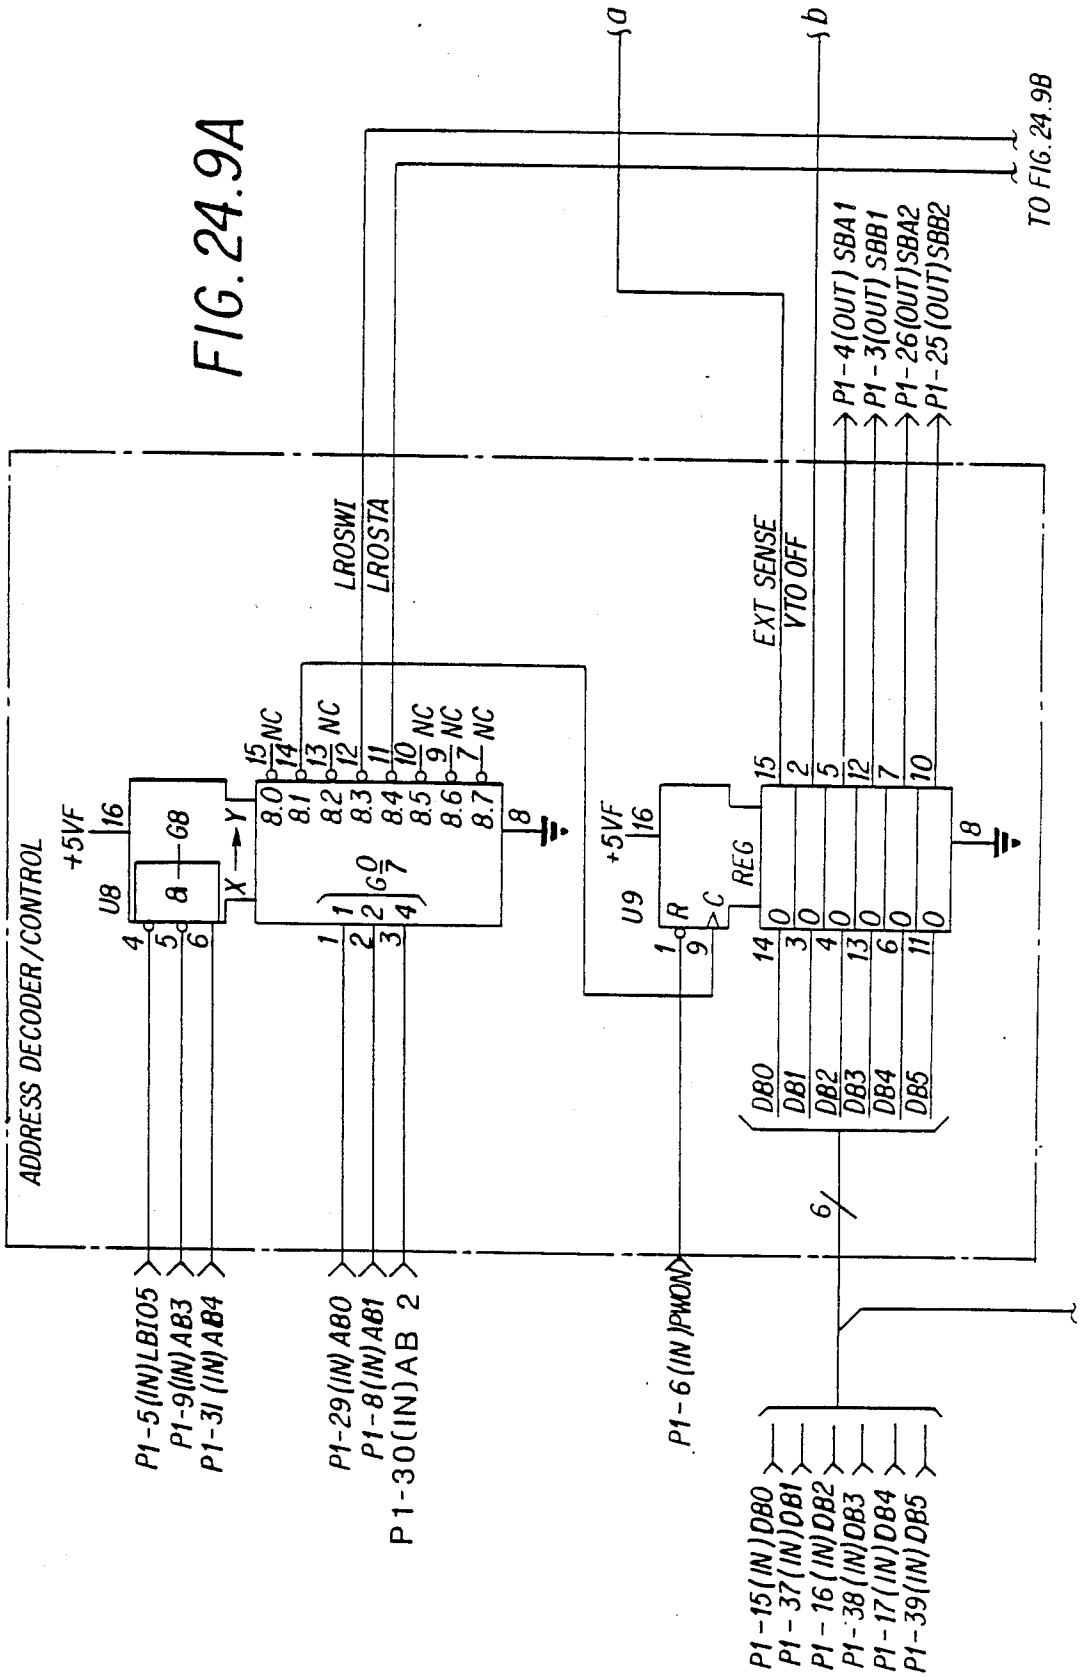 FIG. 24.9A
ADDRESS DECODER/CONTROL
P1-5(IN)LBIO5
P1-9(IN)AB3
P1-31(IN)AB4
P1-29(IN)AB0
P1-8(IN)AB1
P1-30(IN)AB 2
4
5
6
U8
+5VF
16
&
G8
X → Y
1
2
3
1
2
4
G 0/7
8.0
8.1
8.2
8.3
8.4
8.5
8.6
8.7
15 NC
14
13 NC
12
11
10 NC
9 NC
7 NC
8
LROSWI
LROSTA
P1-6(IN)PWON
U9
+5VF
16
1
9
R
C
REG
P1-15(IN)DB0
P1-37(IN)DB1
P1-16(IN)DB2
P1-38(IN)DB3
P1-17(IN)DB4
P1-39(IN)DB5
6
DB0 14 0
DB1 3 0
DB2 4 0
DB3 13 0
DB4 6 0
DB5 11 0
15 EXT SENSE
2 VTO OFF
5
12
7
10
8
P1-4(OUT)SBA1
P1-3(OUT)SBB1
P1-26(OUT)SBA2
P1-25(OUT)SBB2
a
b
TO FIG. 24.9B